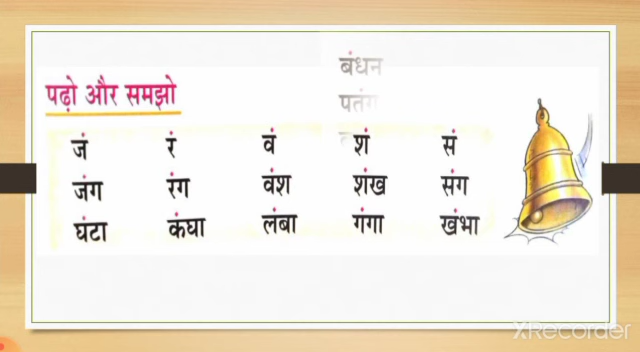 बंधन
पतंग
पढ़ो और समझो
जं रं वं शं सं
जंग रंग वंश शंख संग
घंटा कंघा लंबा गंगा खंभा
XRecorder